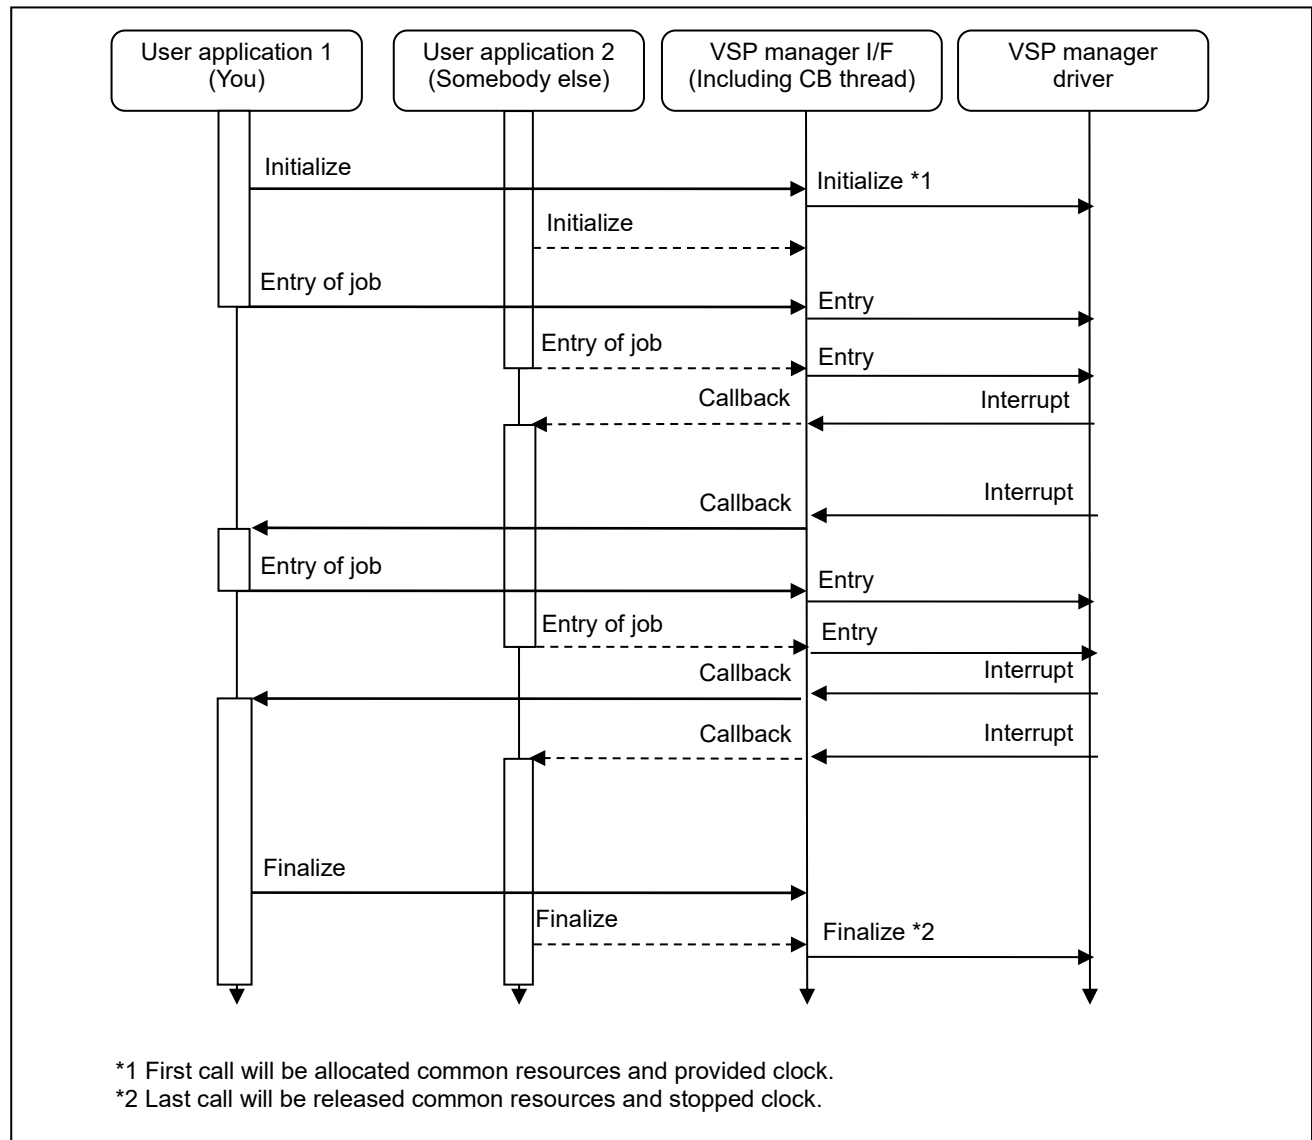 User application 1
(You)
User application 2
(Somebody else)
VSP manager I/F
(Including CB thread)
VSP manager
driver
Initialize
Initialize *1
Initialize
Entry of job
Entry
Entry of job
Entry
Callback
Interrupt
Callback
Interrupt
Entry of job
Entry
Entry of job
Entry
Callback
Interrupt
Callback
Interrupt
Finalize
Finalize
Finalize *2
*1 First call will be allocated common resources and provided clock.
*2 Last call will be released common resources and stopped clock.